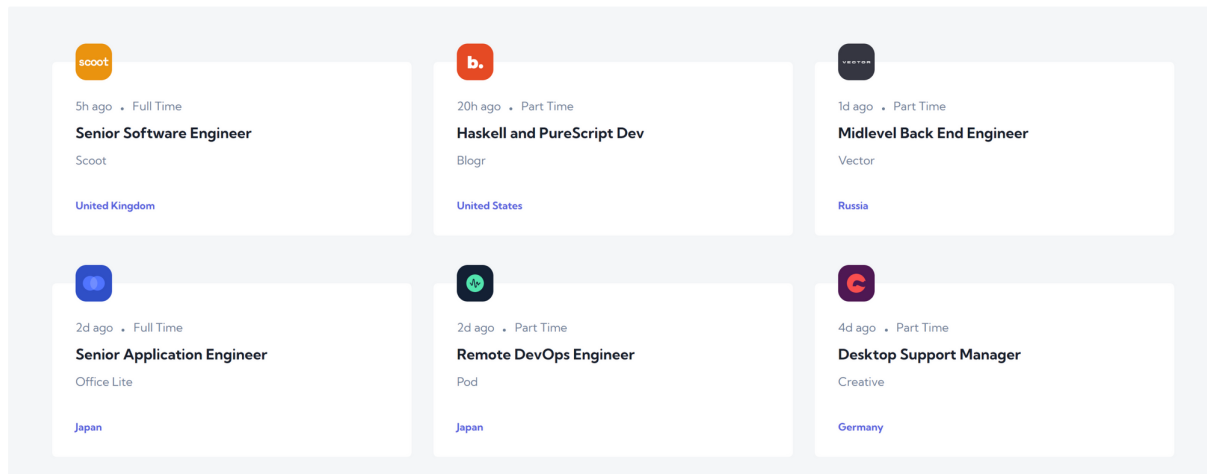 scoot
5h ago . Full Time
Senior Software Engineer
Scoot
United Kingdom
b.
20h ago . Part Time
Haskell and PureScript Dev
Blogr
United States
VECTOR
1d ago . Part Time
Midlevel Back End Engineer
Vector
Russia
2d ago . Full Time
Senior Application Engineer
Office Lite
Japan
2d ago . Part Time
Remote DevOps Engineer
Pod
Japan
4d ago . Part Time
Desktop Support Manager
Creative
Germany